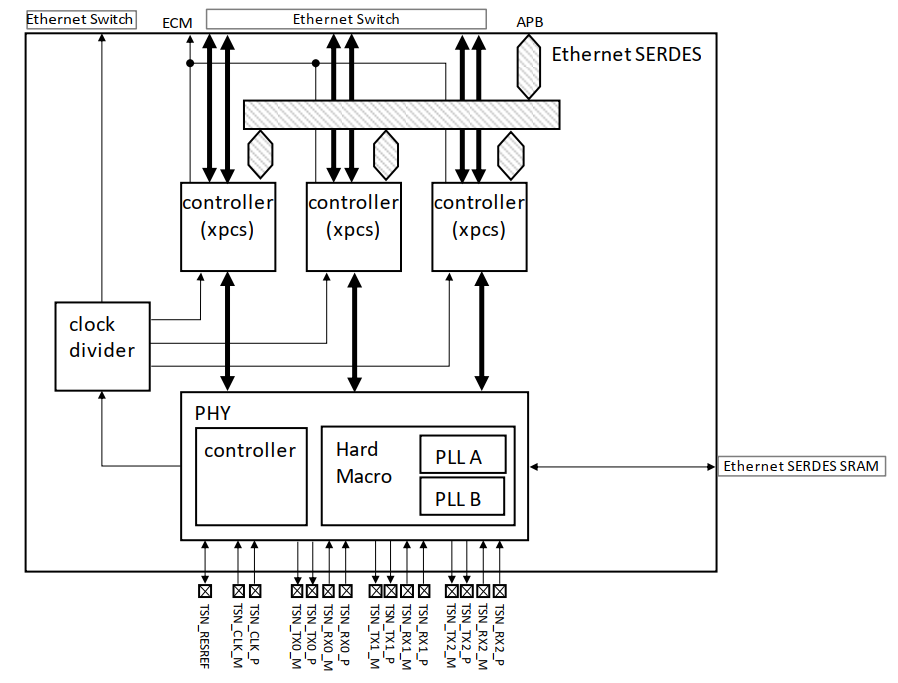 Ethernet Switch
ECM
Ethernet Switch
APB
Ethernet SERDES
controller
(xpcs)
controller
(xpcs)
controller
(xpcs)
clock
divider
PHY
controller
Hard
Macro
PLL A
PLL B
Ethernet SERDES SRAM
TSN_RESREF
TSN_CLK_M
TSN_CLK_P
TSN_TX0_M
TSN_TX0_P
TSN_RX0_M
TSN_RX0_P
TSN_TX1_M
TSN_TX1_P
TSN_RX1_M
TSN_RX1_P
TSN_TX2_M
TSN_TX2_P
TSN_RX2_M
TSN_RX2_P